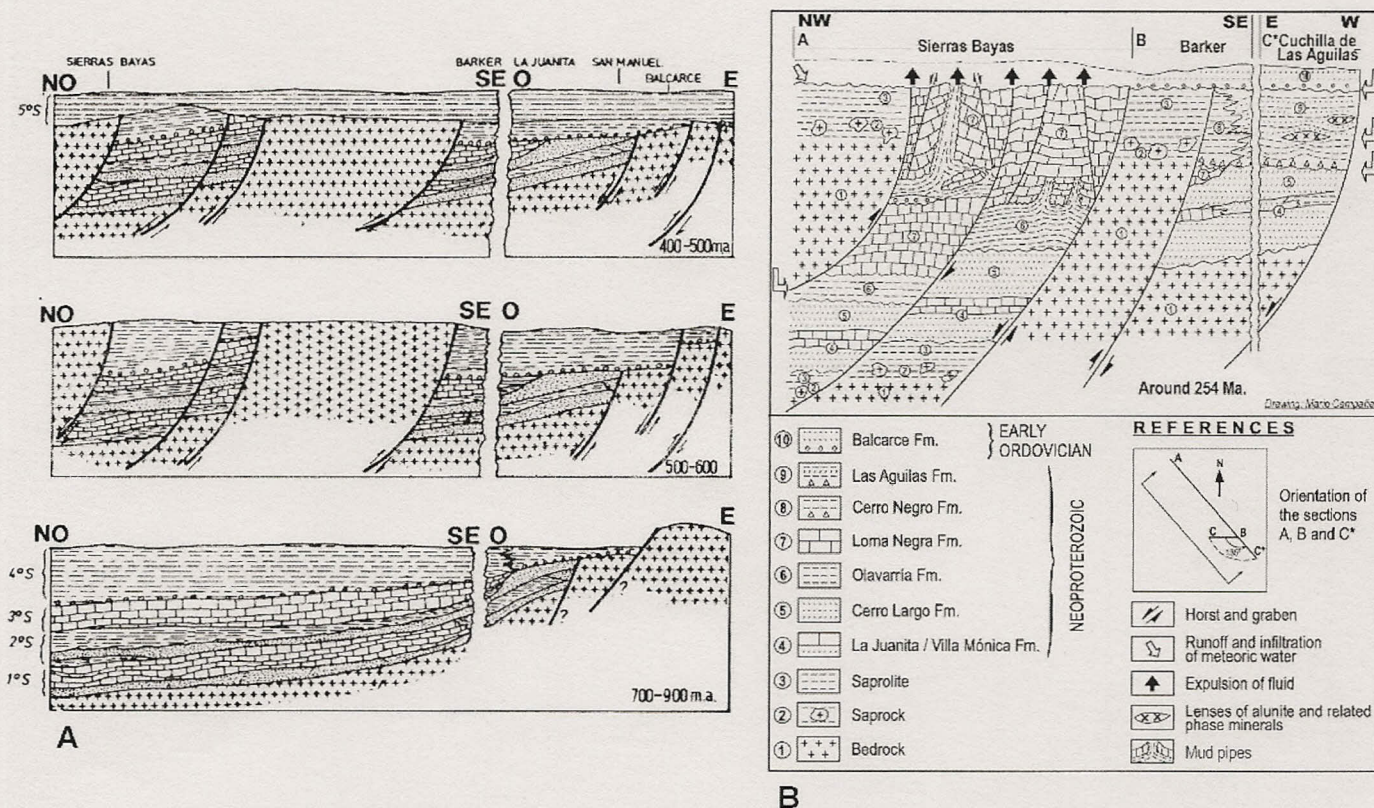 SIERRAS BAYAS
BARKER LA JUANITA SAN MANUEL
BALCARCE
NO SE O E
5ºS
400-500ma
NO SE O E
500-600
NO SE O E
4ºS
3ºS
2ºS
1ºS
? ?
700-900 m.a.
A
NW SE E W
A Sierras Bayas B Barker C* Cuchilla de
Las Aguilas
Around 254 Ma.
Drawing: Mario Campaña
10 Balcarce Fm.
EARLY
ORDOVICIAN
9 Las Aguilas Fm.
8 Cerro Negro Fm.
7 Loma Negra Fm.
6 Olavarría Fm.
5 Cerro Largo Fm.
4 La Juanita / Villa Mónica Fm.
NEOPROTEROZOIC
3 Saprolite
2 Saprock
1 Bedrock
REFERENCES
A
N
C B
C*
Orientation of
the sections
A, B and C*
Horst and graben
Runoff and infiltration
of meteoric water
Expulsion of fluid
Lenses of alunite and related
phase minerals
Mud pipes
B